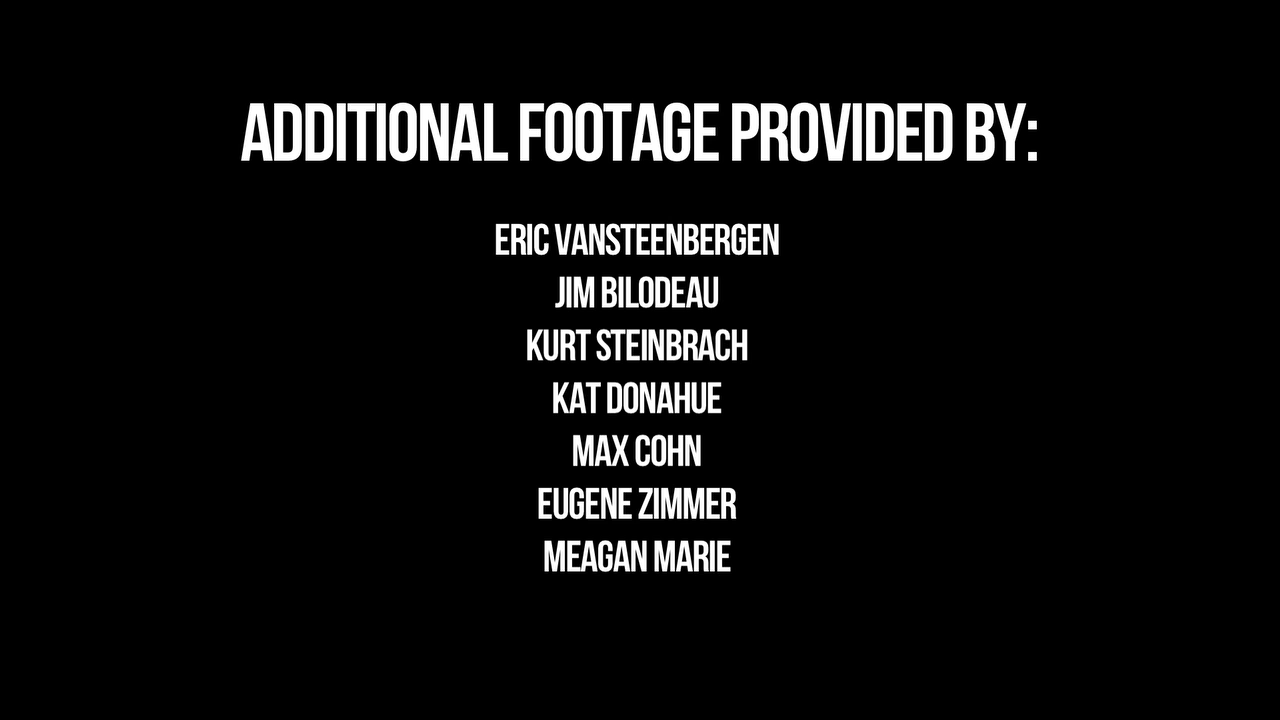 ADDITIONAL FOOTAGE PROVIDED BY:
ERIC VANSTEENBERGEN
JIM BILODEAU
KURT STEINBRACH
KAT DONAHUE
MAX COHN
EUGENE ZIMMER
MEAGAN MARIE